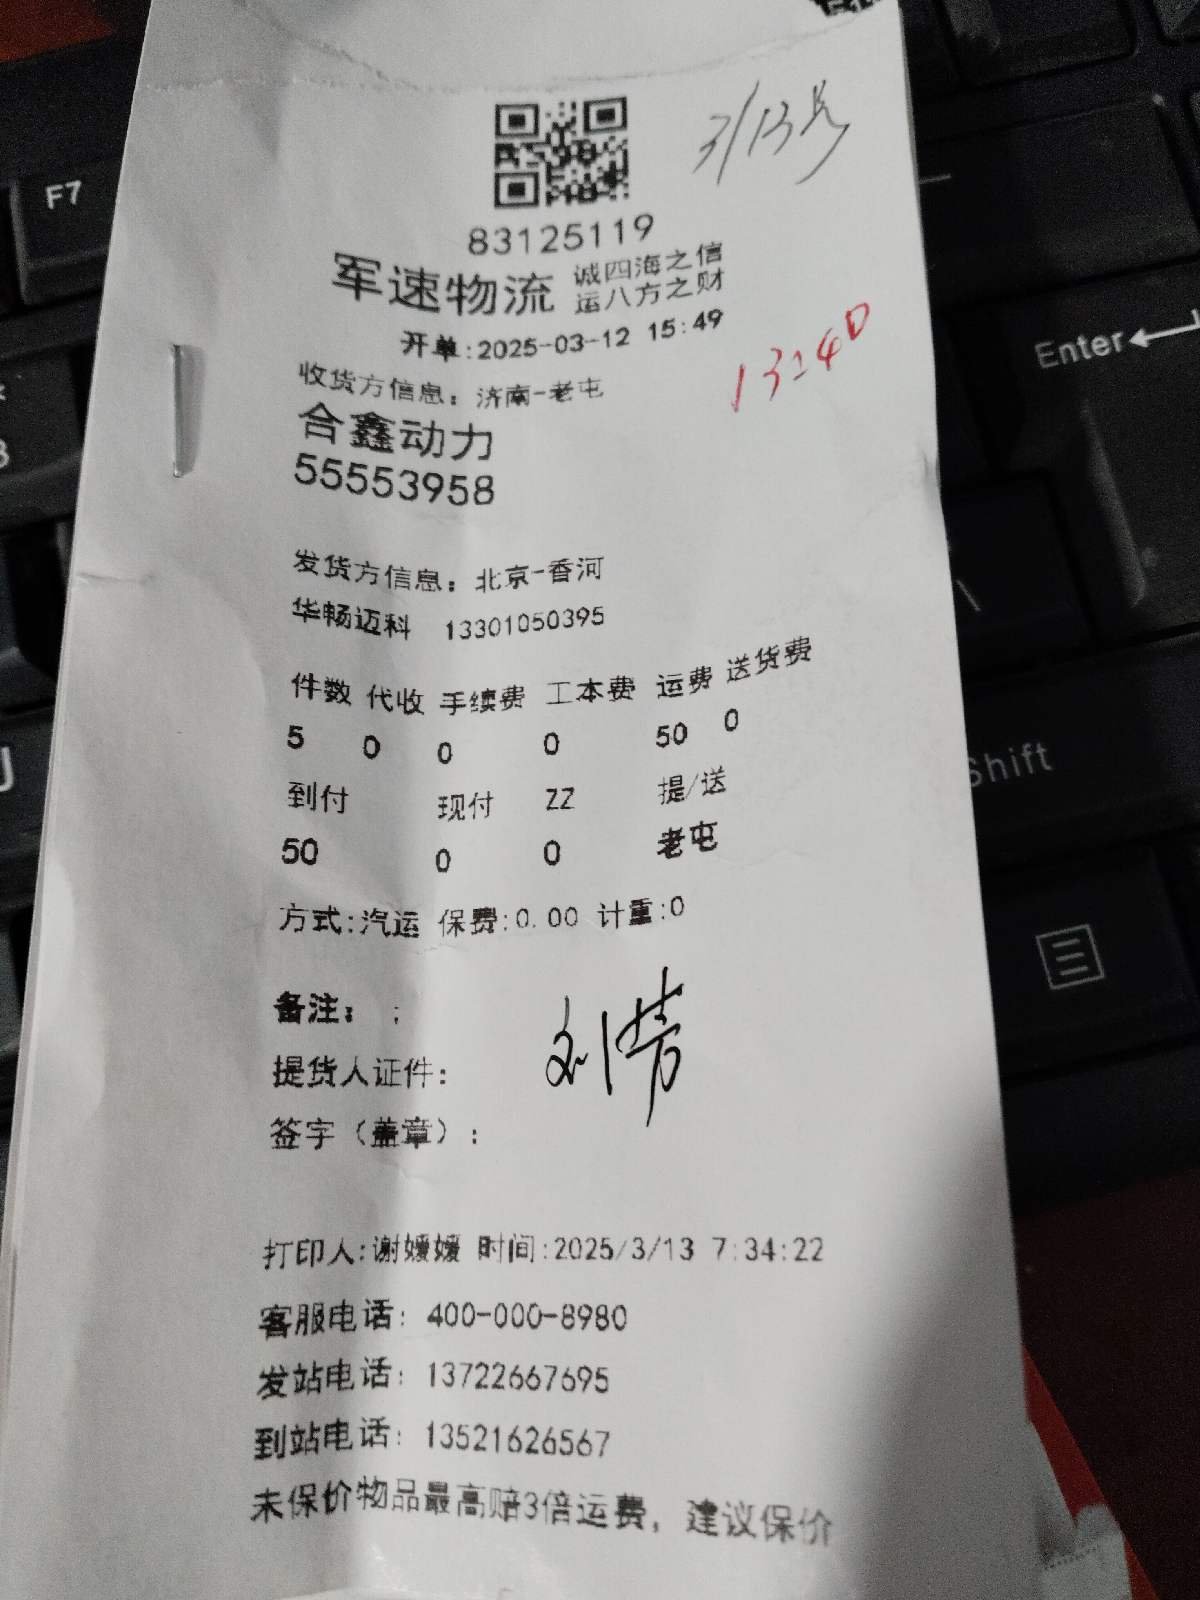 83125119
军速物流 诚四海之信
运八方之财
开单:2025-03-12 15:49
收货方信息：济南-老屯
合鑫动力
55553958
发货方信息：北京-香河
华畅迈科 13301050395
件数 代收 手续费 工本费 运费 送货费
5 0 0 0 50 0
到付 现付 ZZ 提/送
50 0 0 老屯
方式:汽运 保费:0.00 计重:0
备注： ;
提货人证件:
签字（盖章）:
打印人:谢媛媛 时间:2025/3/13 7:34:22
客服电话: 400-000-8980
发站电话: 13722667695
到站电话: 13521626567
未保价物品最高赔3倍运费，建议保价
F7
Enter
Shift